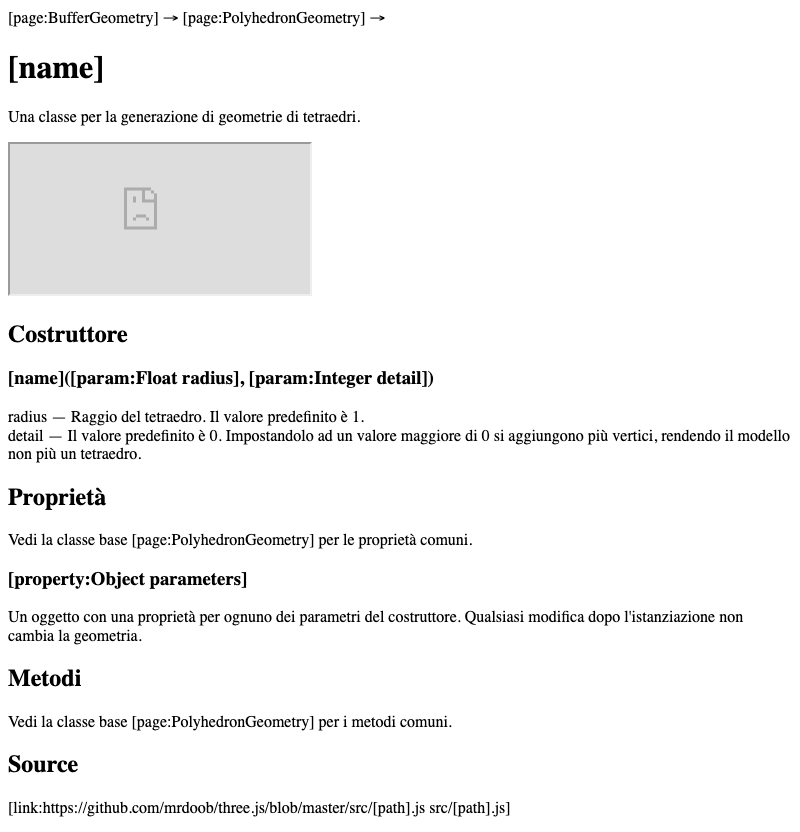 [page:BufferGeometry] → [page:PolyhedronGeometry] →
[name]
Una classe per la generazione di geometrie di tetraedri.
Costruttore
[name]([param:Float radius], [param:Integer detail])
radius — Raggio del tetraedro. Il valore predefinito è 1.
detail — Il valore predefinito è 0. Impostandolo ad un valore maggiore di 0 si aggiungono più vertici, rendendo il modello
non più un tetraedro.
Proprietà
Vedi la classe base [page:PolyhedronGeometry] per le proprietà comuni.
[property:Object parameters]
Un oggetto con una proprietà per ognuno dei parametri del costruttore. Qualsiasi modifica dopo l'istanziazione non
cambia la geometria.
Metodi
Vedi la classe base [page:PolyhedronGeometry] per i metodi comuni.
Source
[link:https://github.com/mrdoob/three.js/blob/master/src/[path].js src/[path].js]